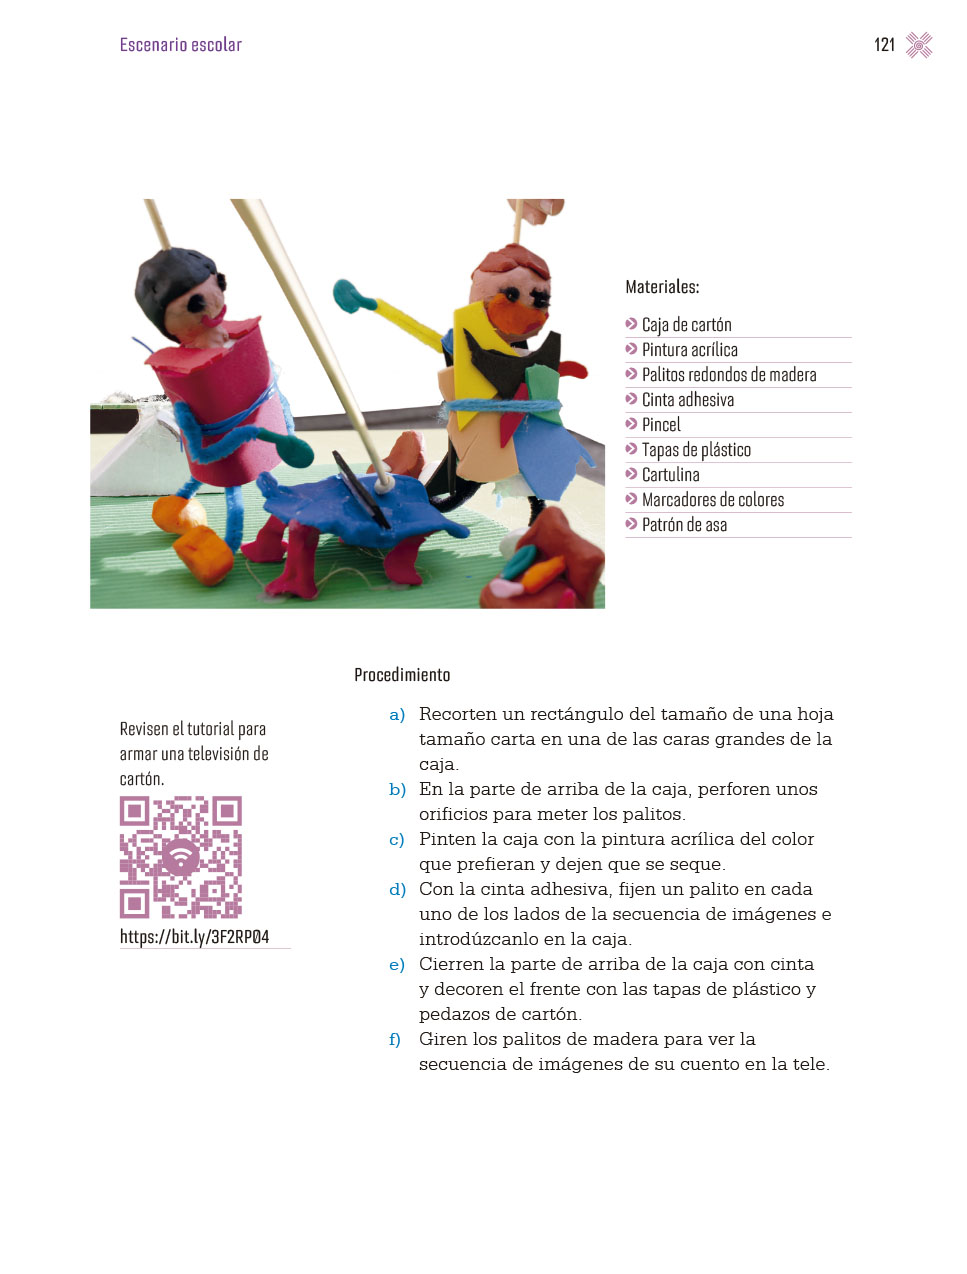 Escenario escolar
121
Materiales:
Caja de cartón
Pintura acrílica
Palitos redondos de madera
Cinta adhesiva
Pincel
Tapas de plástico
Cartulina
Marcadores de colores
Patrón de asa
Procedimiento
a) Recorten un rectángulo del tamaño de una hoja
tamaño carta en una de las caras grandes de la
caja.
b) En la parte de arriba de la caja, perforen unos
orificios para meter los palitos.
c) Pinten la caja con la pintura acrílica del color
que prefieran y dejen que se seque.
d) Con la cinta adhesiva, fijen un palito en cada
uno de los lados de la secuencia de imágenes e
introdúzcanlo en la caja.
e) Cierren la parte de arriba de la caja con cinta
y decoren el frente con las tapas de plástico y
pedazos de cartón.
f) Giren los palitos de madera para ver la
secuencia de imágenes de su cuento en la tele.
Revisen el tutorial para
armar una televisión de
cartón.
https://bit.ly/3F2RP04